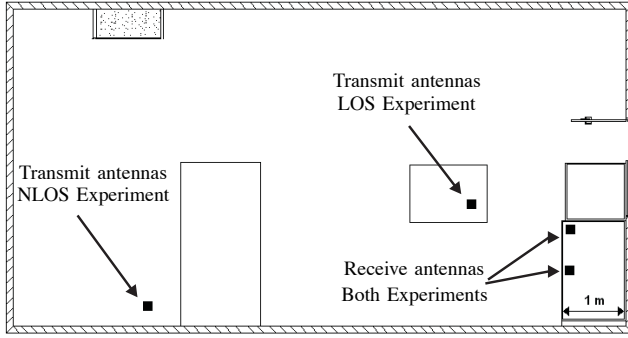 Transmit antennas
LOS Experiment
Transmit antennas
NLOS Experiment
Receive antennas
Both Experiments
1 m